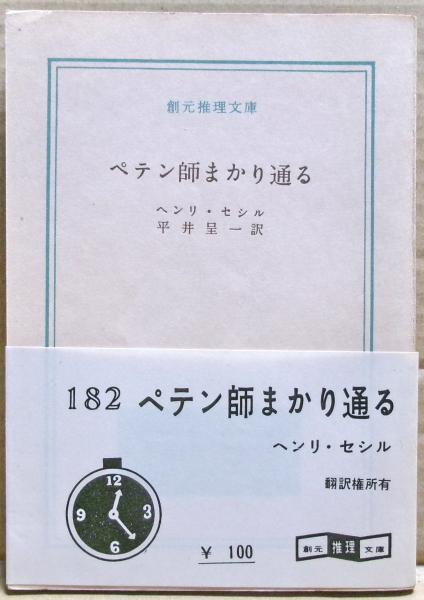 創元推理文庫
ペテン師まかり通る
ヘンリ・セシル
平井呈一訳
182 ペテン師まかり通る
ヘンリ・セシル
翻訳権所有
12
9 3
6
¥ 100
創元 推理 文庫